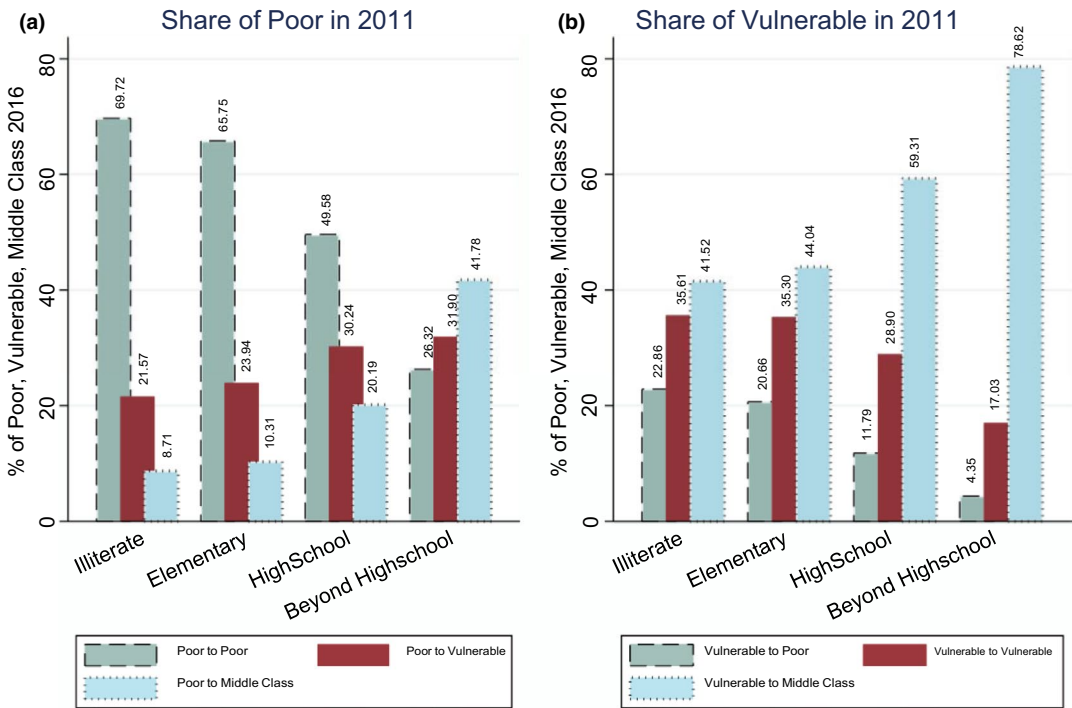 (a) Share of Poor in 2011
% of Poor, Vulnerable, Middle Class 2016
80
60
40
20
0
69.72
21.57
8.71
65.75
23.94
10.31
49.58
30.24
20.19
26.32
31.90
41.78
Illiterate
Elementary
HighSchool
Beyond Highschool
Poor to Poor
Poor to Vulnerable
Poor to Middle Class
(b) Share of Vulnerable in 2011
% of Poor, Vulnerable, Middle Class 2016
80
60
40
20
0
22.86
35.61
41.52
20.66
35.30
44.04
11.79
28.90
59.31
4.35
17.03
78.62
Illiterate
Elementary
HighSchool
Beyond Highschool
Vulnerable to Poor
Vulnerable to Vulnerable
Vulnerable to Middle Class